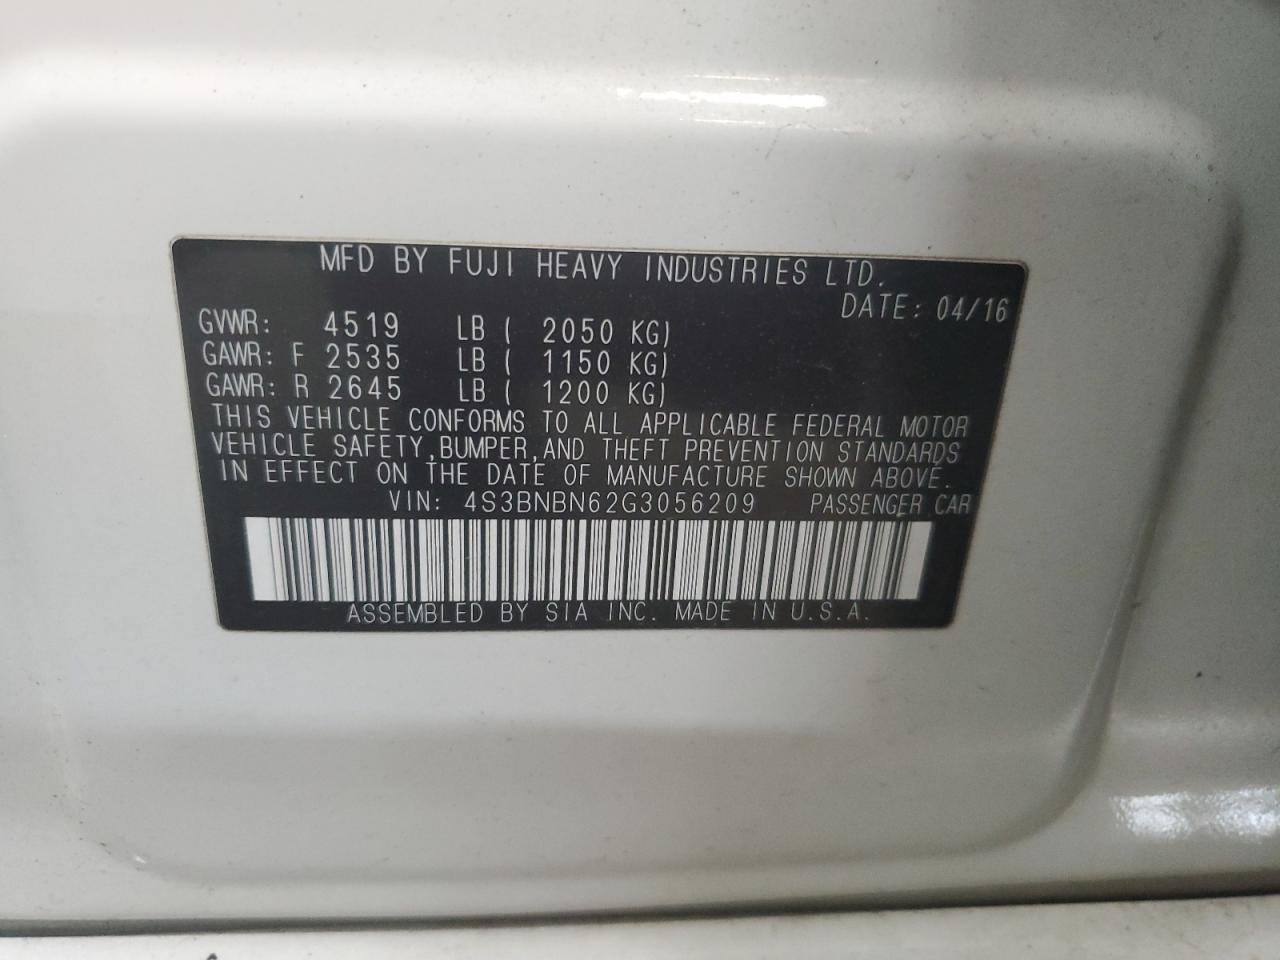 MFD BY FUJI HEAVY INDUSTRIES LTD.
DATE: 04/16
GVWR: 4519 LB ( 2050 KG)
GAWR: F 2535 LB ( 1150 KG)
GAWR: R 2645 LB ( 1200 KG)
THIS VEHICLE CONFORMS TO ALL APPLICABLE FEDERAL MOTOR
VEHICLE SAFETY,BUMPER,AND THEFT PREVENTION STANDARDS
IN EFFECT ON THE DATE OF MANUFACTURE SHOWN ABOVE.
VIN: 4S3BNBN62G3056209 PASSENGER CAR
ASSEMBLED BY SIA INC. MADE IN U.S.A.